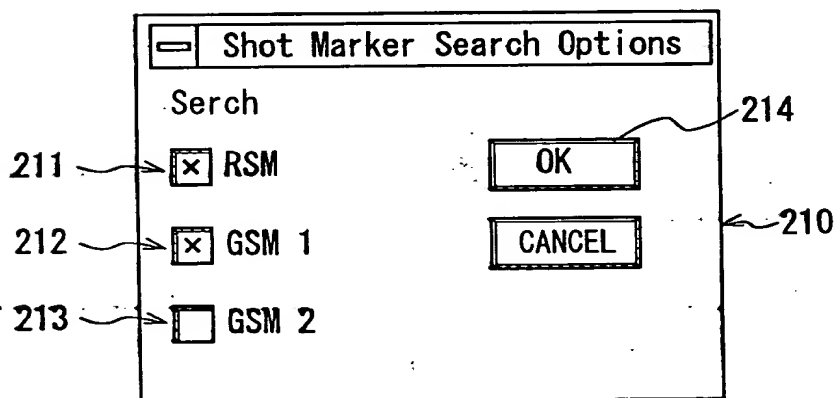 Shot Marker Search Options
Serch
214
211 RSM OK
210
212 GSM 1 CANCEL
213 GSM 2